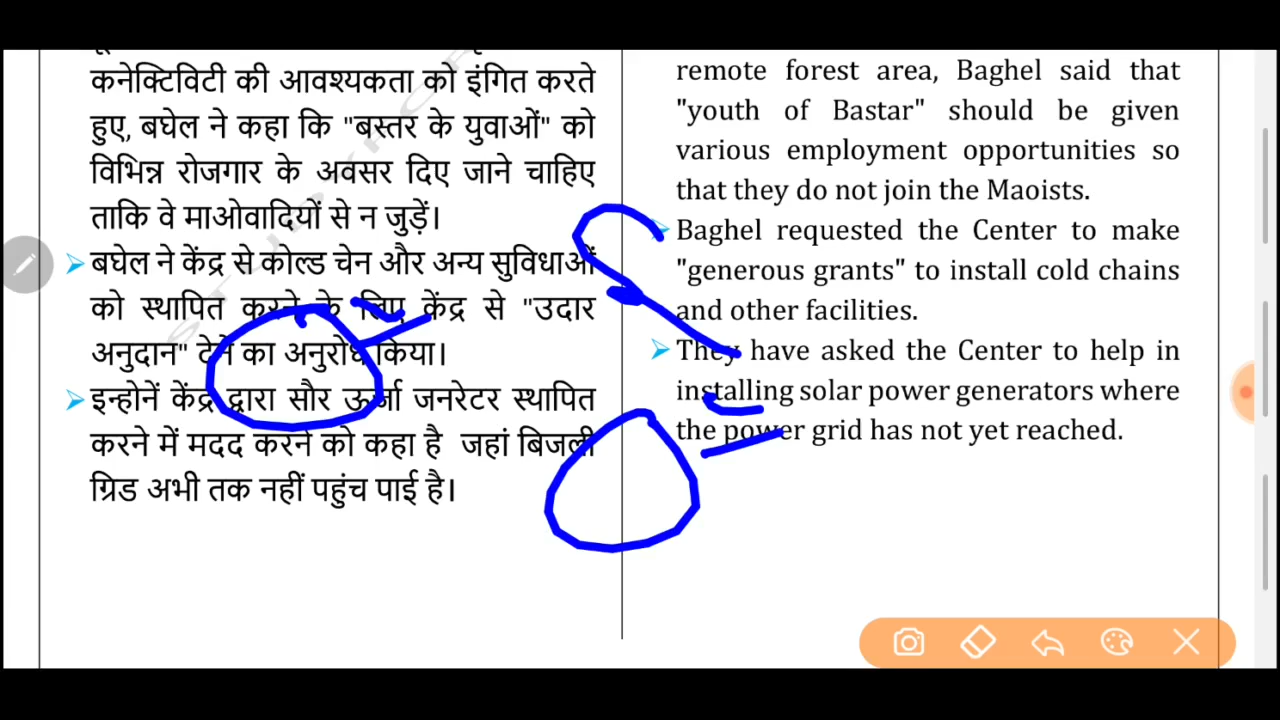 कनेक्टिविटी की आवश्यकता को इंगित करते
हुए, बघेल ने कहा कि "बस्तर के युवाओं" को
विभिन्न रोजगार के अवसर दिए जाने चाहिए
ताकि वे माओवादियों से न जुड़ें।
➢ बघेल ने केंद्र से कोल्ड चेन और अन्य सुविधाओं
को स्थापित करने के लिए केंद्र से "उदार
अनुदान" देने का अनुरोध किया।
➢ इन्होनें केंद्र द्वारा सौर ऊर्जा जनरेटर स्थापित
करने में मदद करने को कहा है जहां बिजली
ग्रिड अभी तक नहीं पहुंच पाई है।
remote forest area, Baghel said that
"youth of Bastar" should be given
various employment opportunities so
that they do not join the Maoists.
➢ Baghel requested the Center to make
"generous grants" to install cold chains
and other facilities.
➢ They have asked the Center to help in
installing solar power generators where
the power grid has not yet reached.